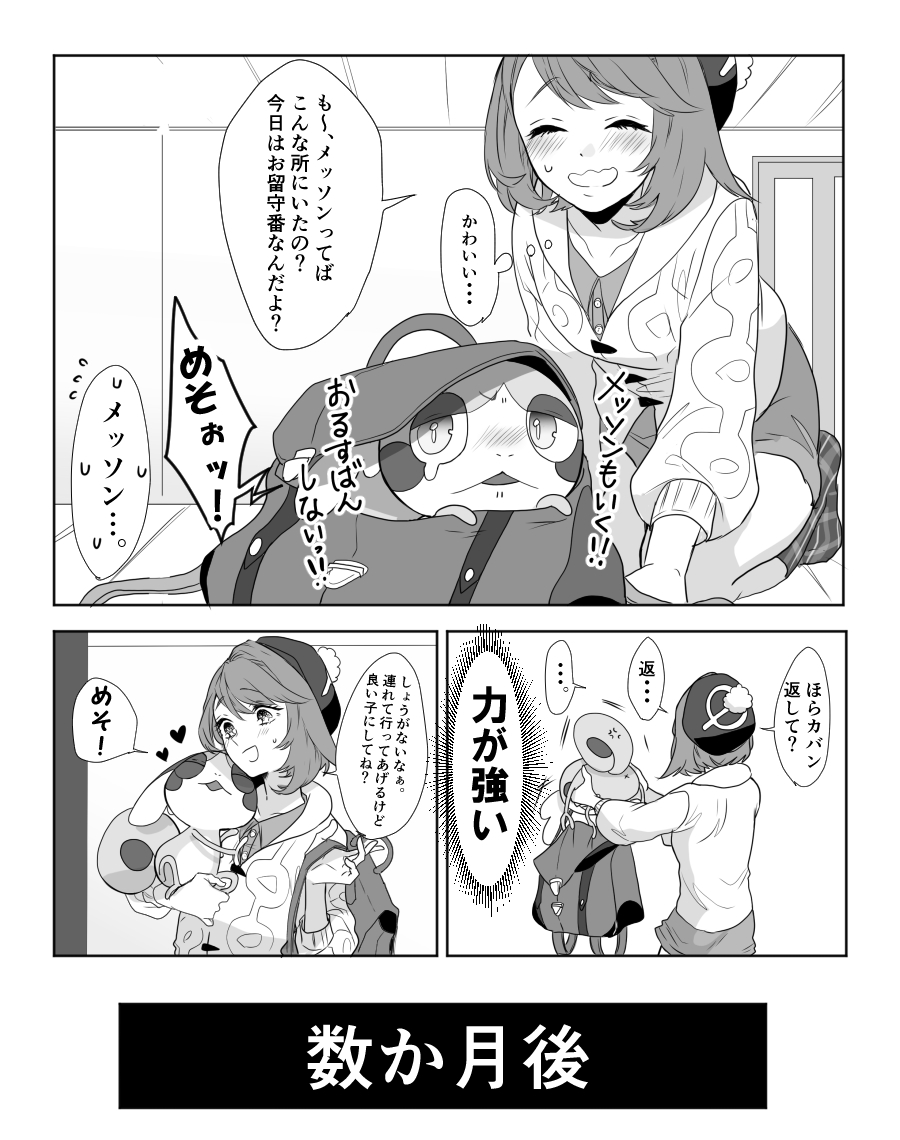 も～、メッソンってば
こんな所にいたの？
今日はお留守番なんだよ？
かわいい…
メッソンもいく!!
おるすばん
しないっ!!
めそぉッ！
メッソン…。
ほらカバン
返して？
返…
…。
力が強い
しょうがないなぁ。
連れて行ってあげるけど
良い子にしてね？
めそ！
数か月後